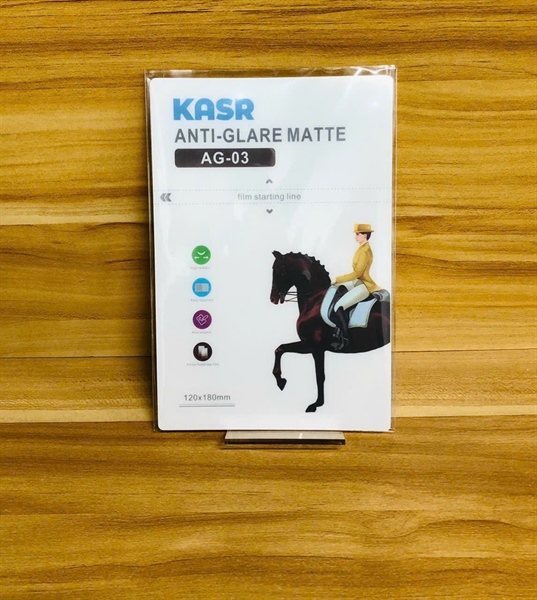 KASR
ANTI-GLARE MATTE
AG-03
film starting line
120x180mm